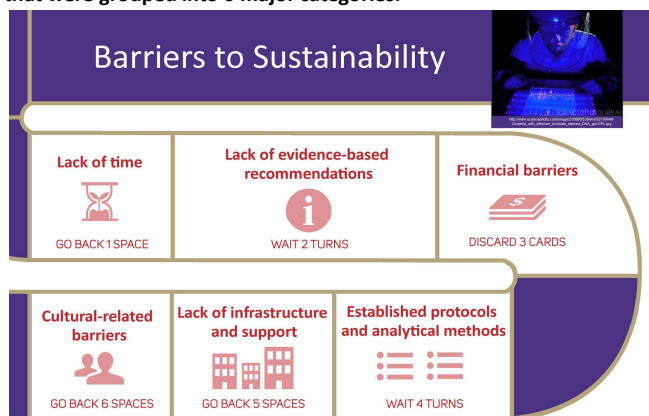 that were grouped into 6 major categories.
Barriers to Sustainability
SCIENCEPHOTOLIBRARY
Lack of time
GO BACK 1 SPACE
Lack of evidence-based
recommendations
i
WAIT 2 TURNS
Financial barriers
$
DISCARD 3 CARDS
Cultural-related
barriers
GO BACK 6 SPACES
Lack of infrastructure
and support
GO BACK 5 SPACES
Established protocols
and analytical methods
WAIT 4 TURNS